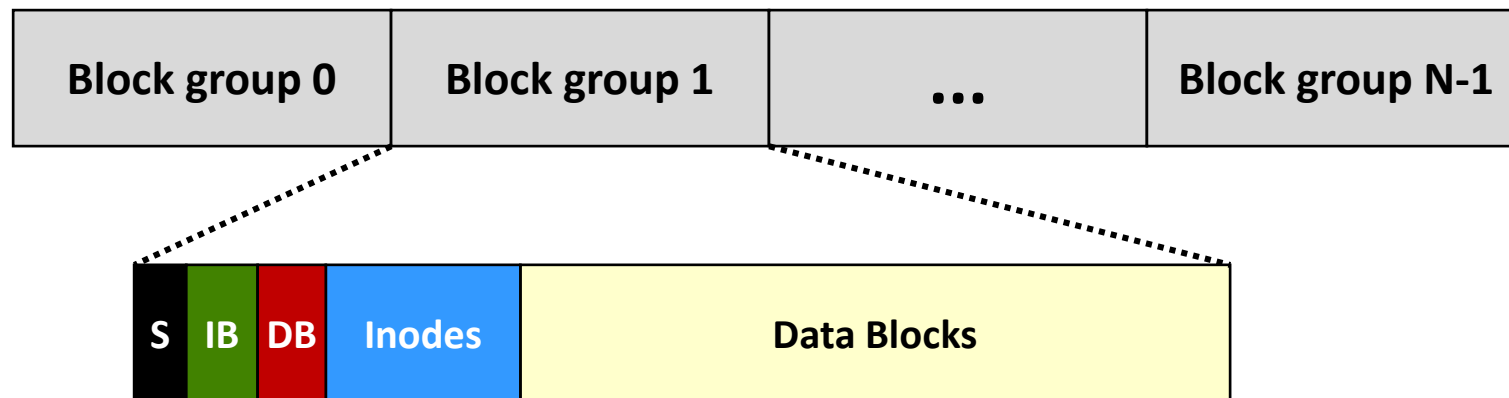 Block group 0 Block group 1 ... Block group N-1
S IB DB Inodes Data Blocks